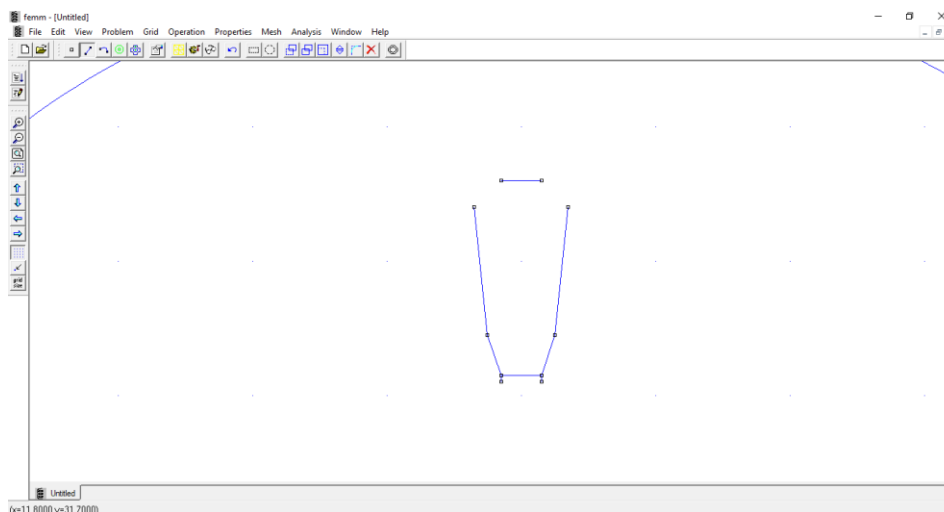 femm - [Untitled]
File Edit View Problem Grid Operation Properties Mesh Analysis Window Help
Untitled
(x=11.8000,y=31.7000)